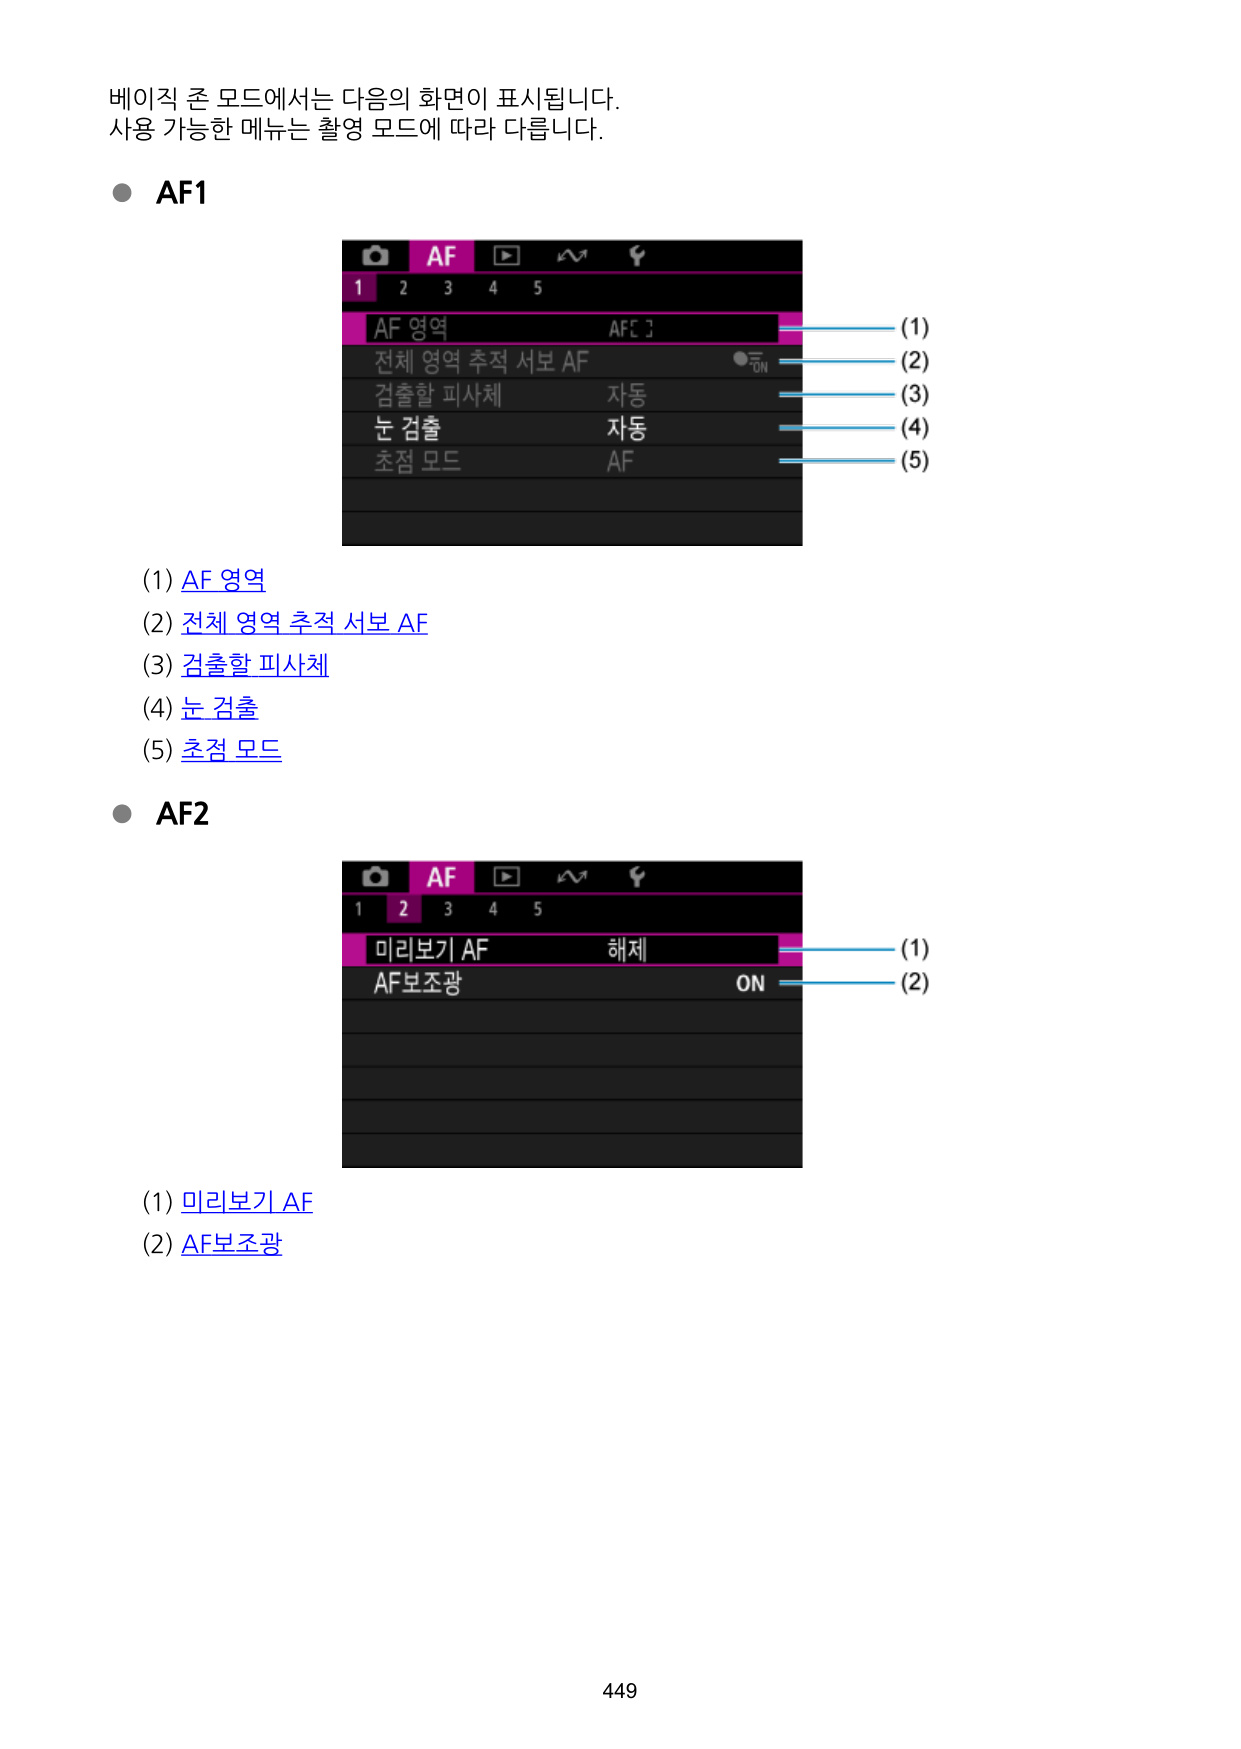 베이직 존 모드에서는 다음의 화면이 표시됩니다.
사용 가능한 메뉴는 촬영 모드에 따라 다릅니다.
AF1
AF
1 2 3 4 5
AF 영역 AF[ ] (1)
전체 영역 추적 서보 AF ON (2)
검출할 피사체 자동 (3)
눈 검출 자동 (4)
초점 모드 AF (5)
(1) AF 영역
(2) 전체 영역 추적 서보 AF
(3) 검출할 피사체
(4) 눈 검출
(5) 초점 모드
AF2
AF
1 2 3 4 5
미리보기 AF 해제 (1)
AF보조광 ON (2)
(1) 미리보기 AF
(2) AF보조광
449